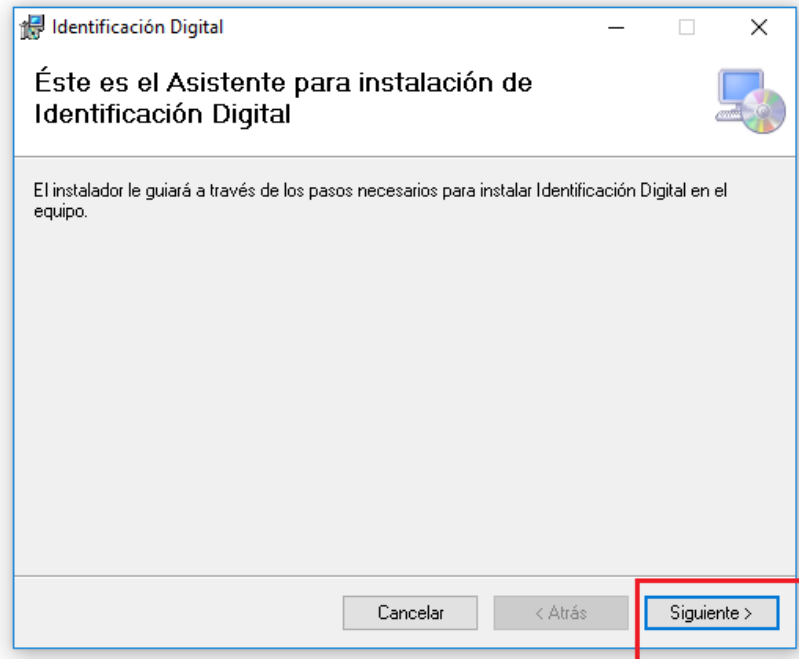 Identificación Digital
Éste es el Asistente para instalación de
Identificación Digital
El instalador le guiará a través de los pasos necesarios para instalar Identificación Digital en el
equipo.
Cancelar
< Atrás
Siguiente >